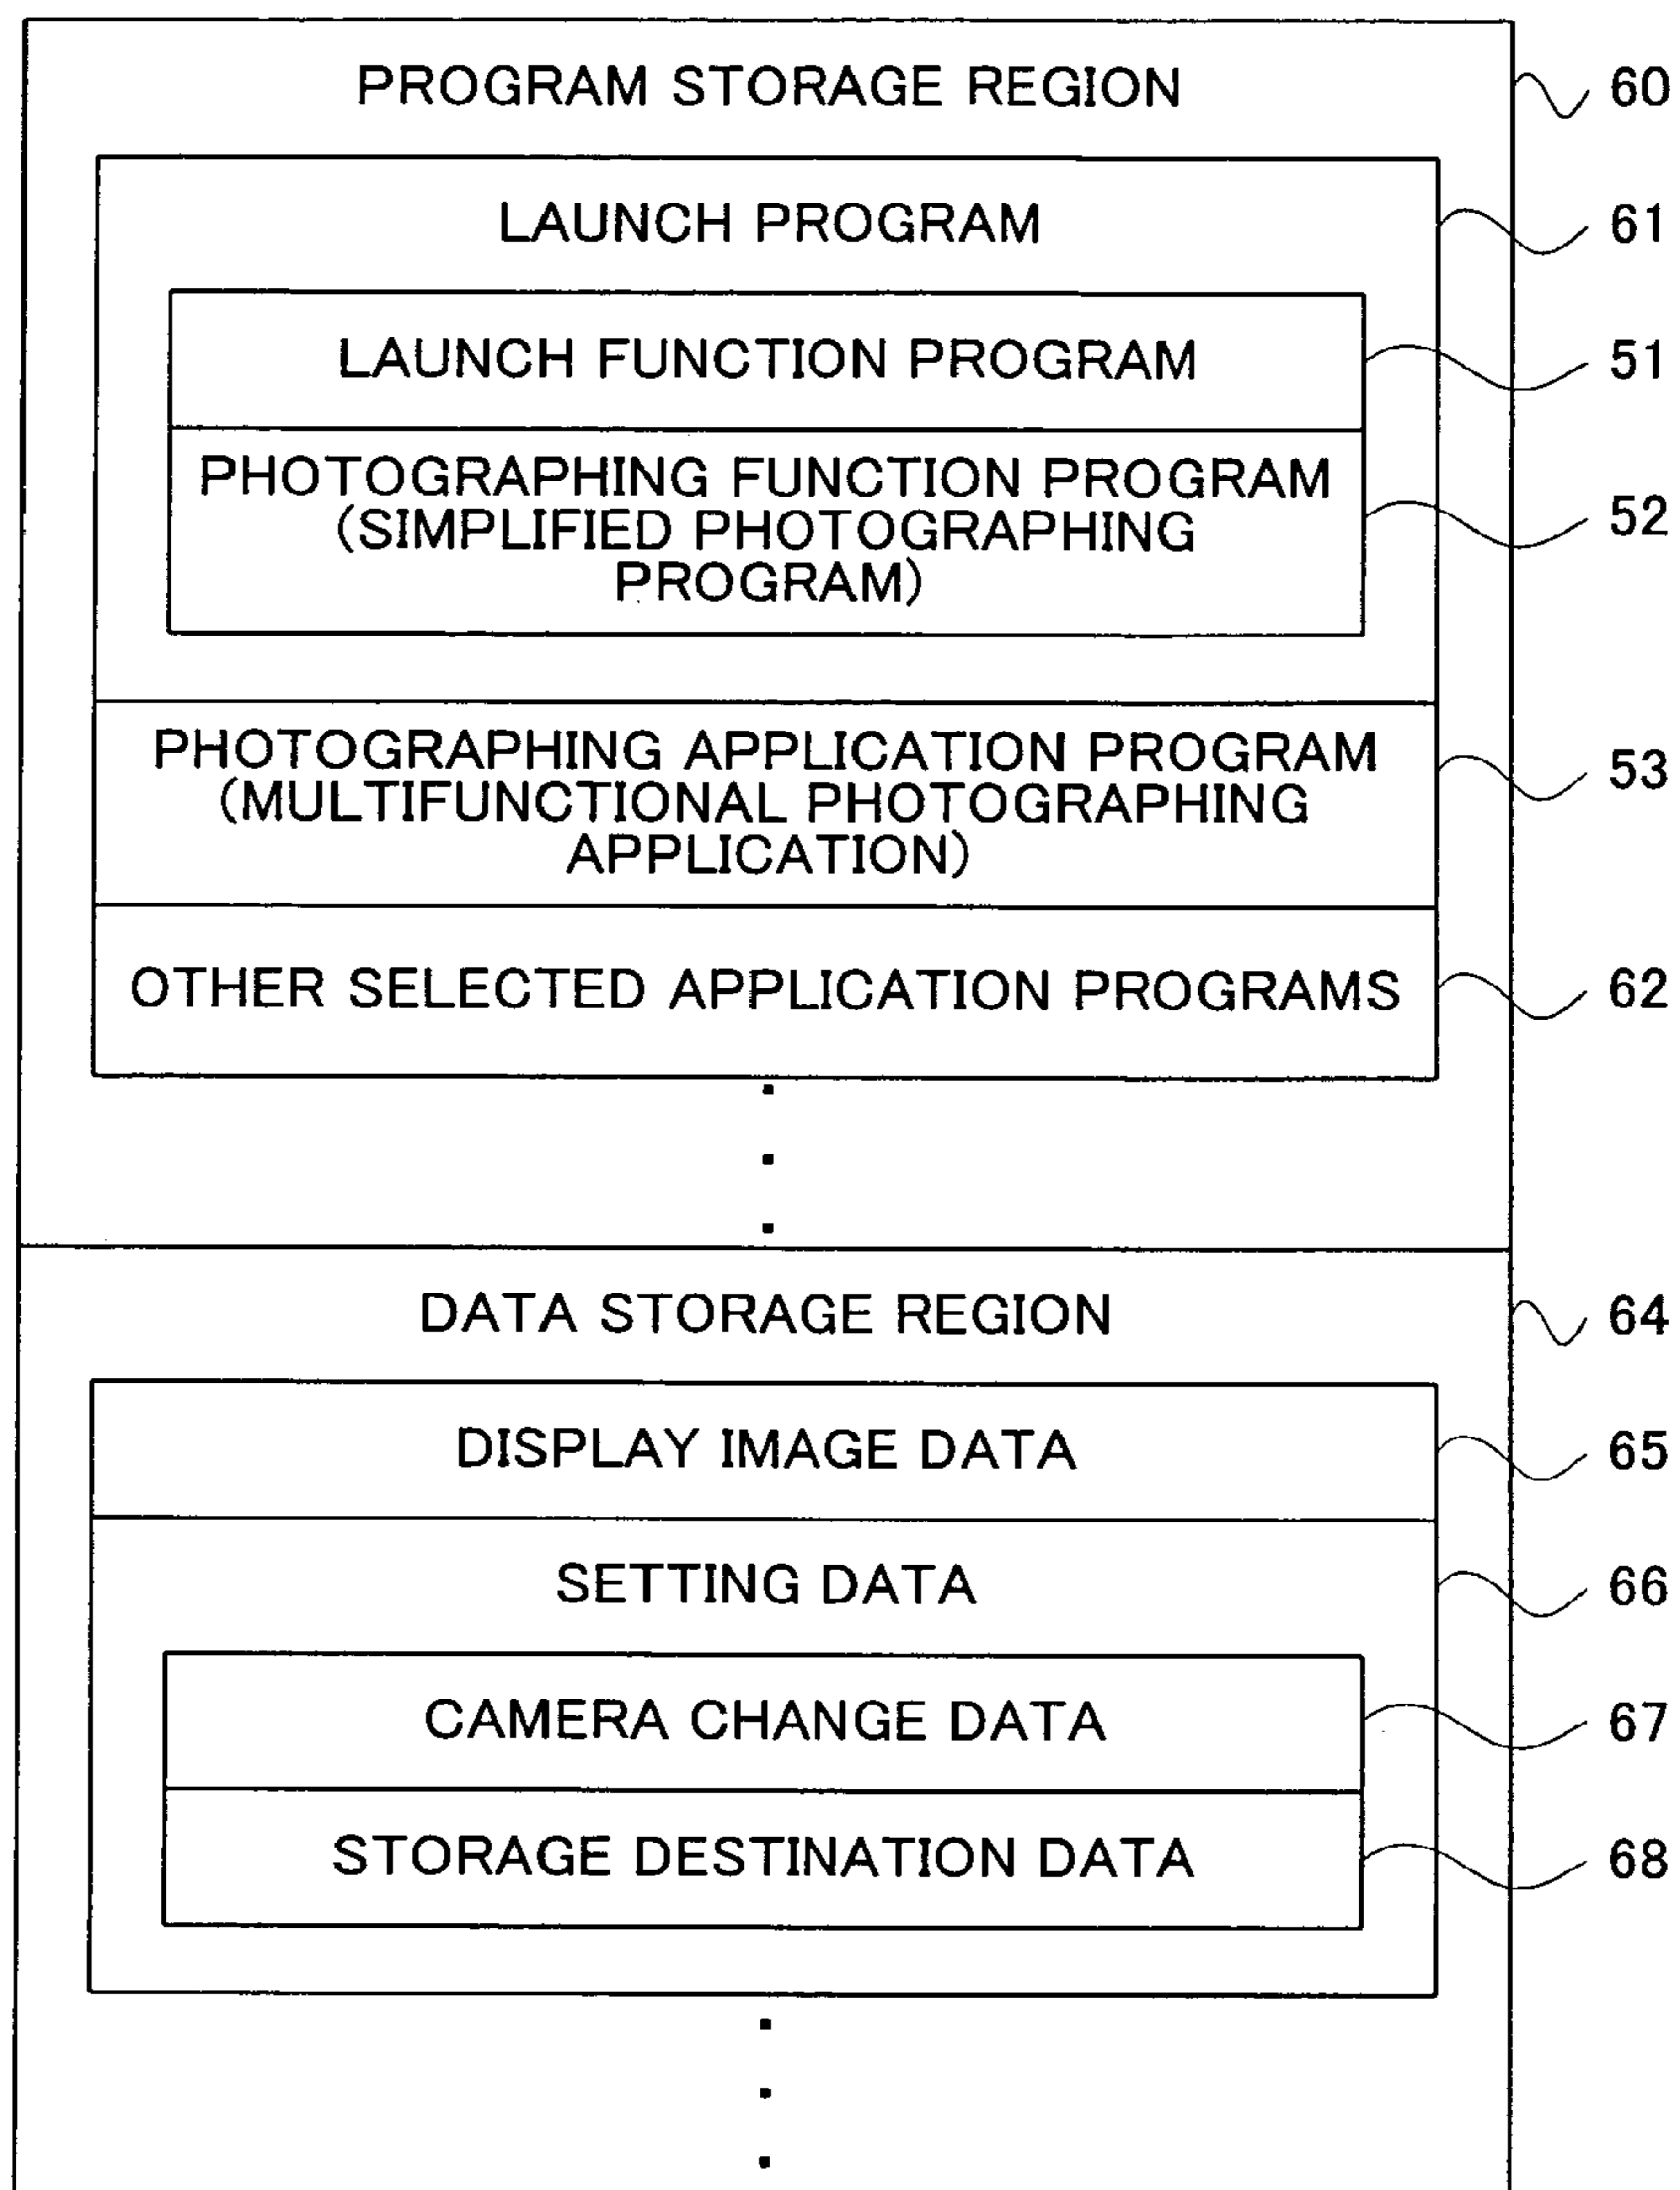 PROGRAM STORAGE REGION 60
LAUNCH PROGRAM 61
LAUNCH FUNCTION PROGRAM 51
PHOTOGRAPHING FUNCTION PROGRAM
(SIMPLIFIED PHOTOGRAPHING 52
PROGRAM)
PHOTOGRAPHING APPLICATION PROGRAM 53
(MULTIFUNCTIONAL PHOTOGRAPHING
APPLICATION)
OTHER SELECTED APPLICATION PROGRAMS 62
DATA STORAGE REGION 64
DISPLAY IMAGE DATA 65
SETTING DATA 66
CAMERA CHANGE DATA 67
STORAGE DESTINATION DATA 68